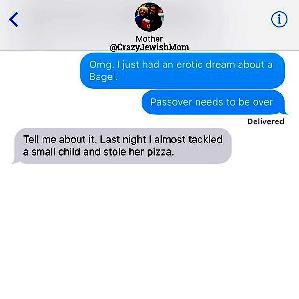 Mother
@CrazyJewishMom
Omg. I just had an erotic dream about a
Bagel.
Passover needs to be over
Delivered
Tell me about it. Last night I almost tackled
a small child and stole her pizza.